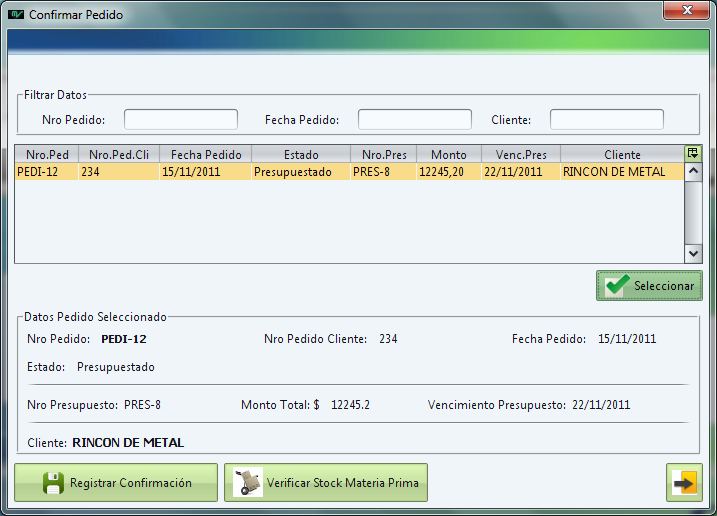 Confirmar Pedido
Filtrar Datos
Nro Pedido: Fecha Pedido: Cliente:
Nro.Ped Nro.Ped.Cli Fecha Pedido Estado Nro.Pres Monto Venc.Pres Cliente
PEDI-12 234 15/11/2011 Presupuestado PRES-8 12245,20 22/11/2011 RINCON DE METAL
Seleccionar
Datos Pedido Seleccionado
Nro Pedido: PEDI-12 Nro Pedido Cliente: 234 Fecha Pedido: 15/11/2011
Estado: Presupuestado
Nro Presupuesto: PRES-8 Monto Total: $ 12245.2 Vencimiento Presupuesto: 22/11/2011
Cliente: RINCON DE METAL
Registrar Confirmación Verificar Stock Materia Prima